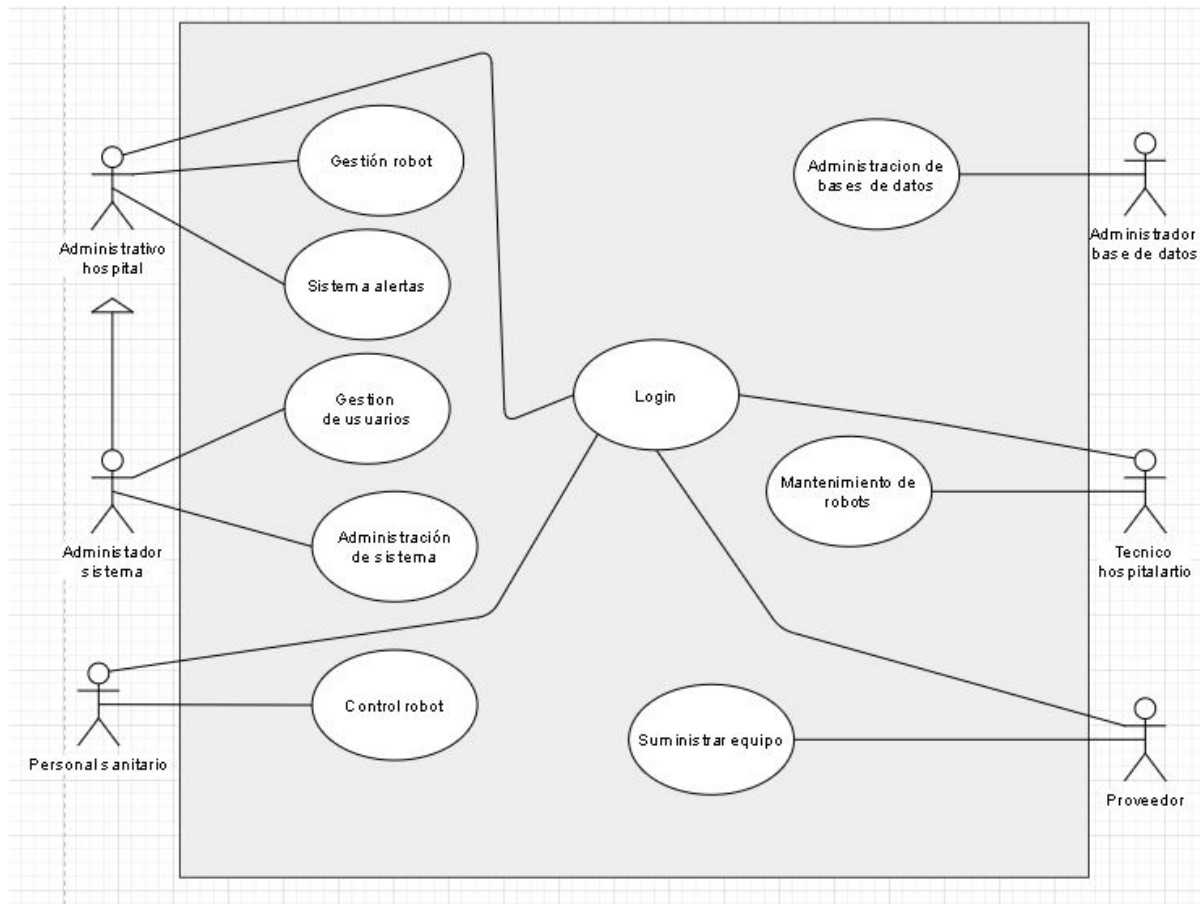 Gestión robot
Administracion de
bases de datos
Administrativo
hospital
Administrador
base de datos
Sistema alertas
Gestion
de usuarios
Login
Mantenimiento de
robots
Administración
de sistema
Administador
sistema
Tecnico
hospitalartio
Control robot
Suministrar equipo
Personal sanitario
Proveedor